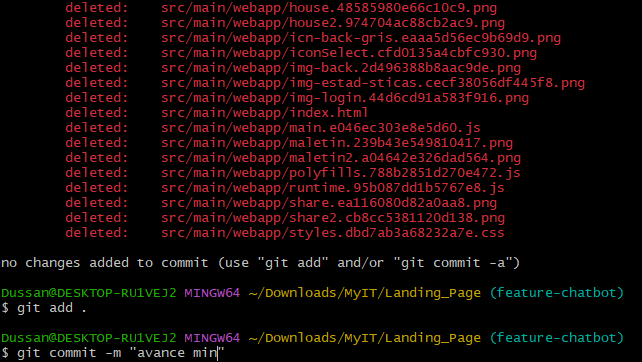 deleted: src/main/webapp/house.48585980e66c10c9.png
deleted: src/main/webapp/house2.974704ac88cb2ac9.png
deleted: src/main/webapp/icn-back-gris.eaaa5d56ec9b69d9.png
deleted: src/main/webapp/iconSelect.cfd0135a4cbfc930.png
deleted: src/main/webapp/img-back.2d496388b8aac9de.png
deleted: src/main/webapp/img-estad-sticas.cecf38056df445f8.png
deleted: src/main/webapp/img-login.44d6cd91a583f916.png
deleted: src/main/webapp/index.html
deleted: src/main/webapp/main.e046ec303e8e5d60.js
deleted: src/main/webapp/maletin.239b43e549810417.png
deleted: src/main/webapp/maletin2.a04642e326dad564.png
deleted: src/main/webapp/polyfills.788b2851d270e472.js
deleted: src/main/webapp/runtime.95b087dd1b5767e8.js
deleted: src/main/webapp/share.ea116080d82a0aa8.png
deleted: src/main/webapp/share2.cb8cc5381120d138.png
deleted: src/main/webapp/styles.dbd7ab3a68232a7e.css
no changes added to commit (use "git add" and/or "git commit -a")
Dussan@DESKTOP-RU1VEJ2 MINGW64 ~/Downloads/MyIT/Landing_Page (feature-chatbot)
$ git add .
Dussan@DESKTOP-RU1VEJ2 MINGW64 ~/Downloads/MyIT/Landing_Page (feature-chatbot)
$ git commit -m "avance min"